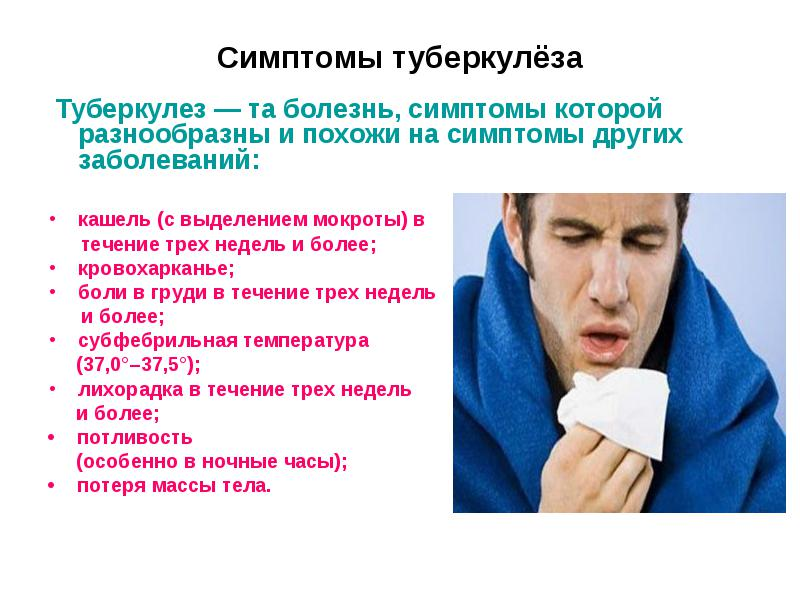 Симптомы туберкулёза
Туберкулез — та болезнь, симптомы которой
разнообразны и похожи на симптомы других
заболеваний:
• кашель (с выделением мокроты) в
течение трех недель и более;
• кровохарканье;
• боли в груди в течение трех недель
и более;
• субфебрильная температура
(37,0°–37,5°);
• лихорадка в течение трех недель
и более;
• потливость
(особенно в ночные часы);
• потеря массы тела.